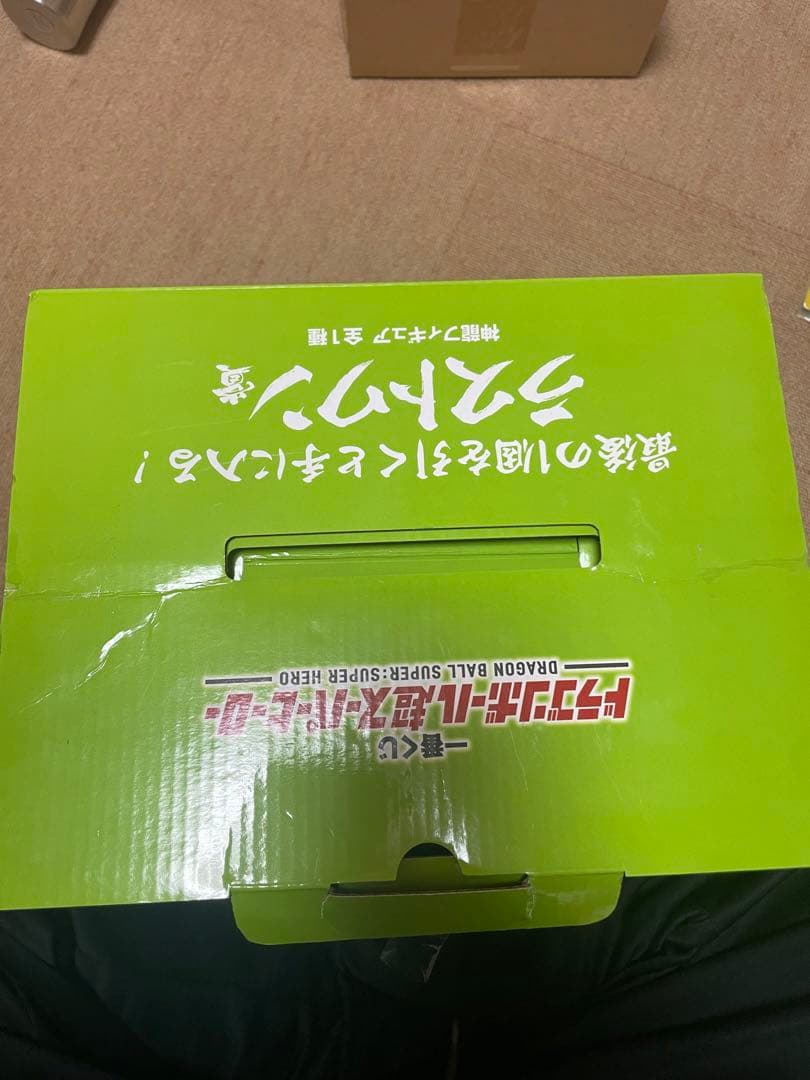 一番くじ
ドラゴンボール超スーパーヒーロー
DRAGON BALL SUPER:SUPER HERO
最後の1個を引くと手に入る!
ラストワン賞
神龍フィギュア 全1種